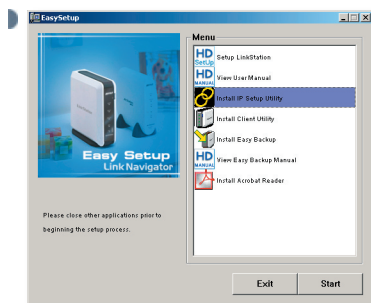 EasySetup
Menu
HD SetUp Setup LinkStation
HD MANUAL View User Manual
Install IP Setup Utility
Install Client Utility
Install Easy Backup
HD MANUAL View Easy Backup Manual
Install Acrobat Reader
Easy Setup
Link Navigator
Please close other applications prior to
beginning the setup process.
Exit
Start